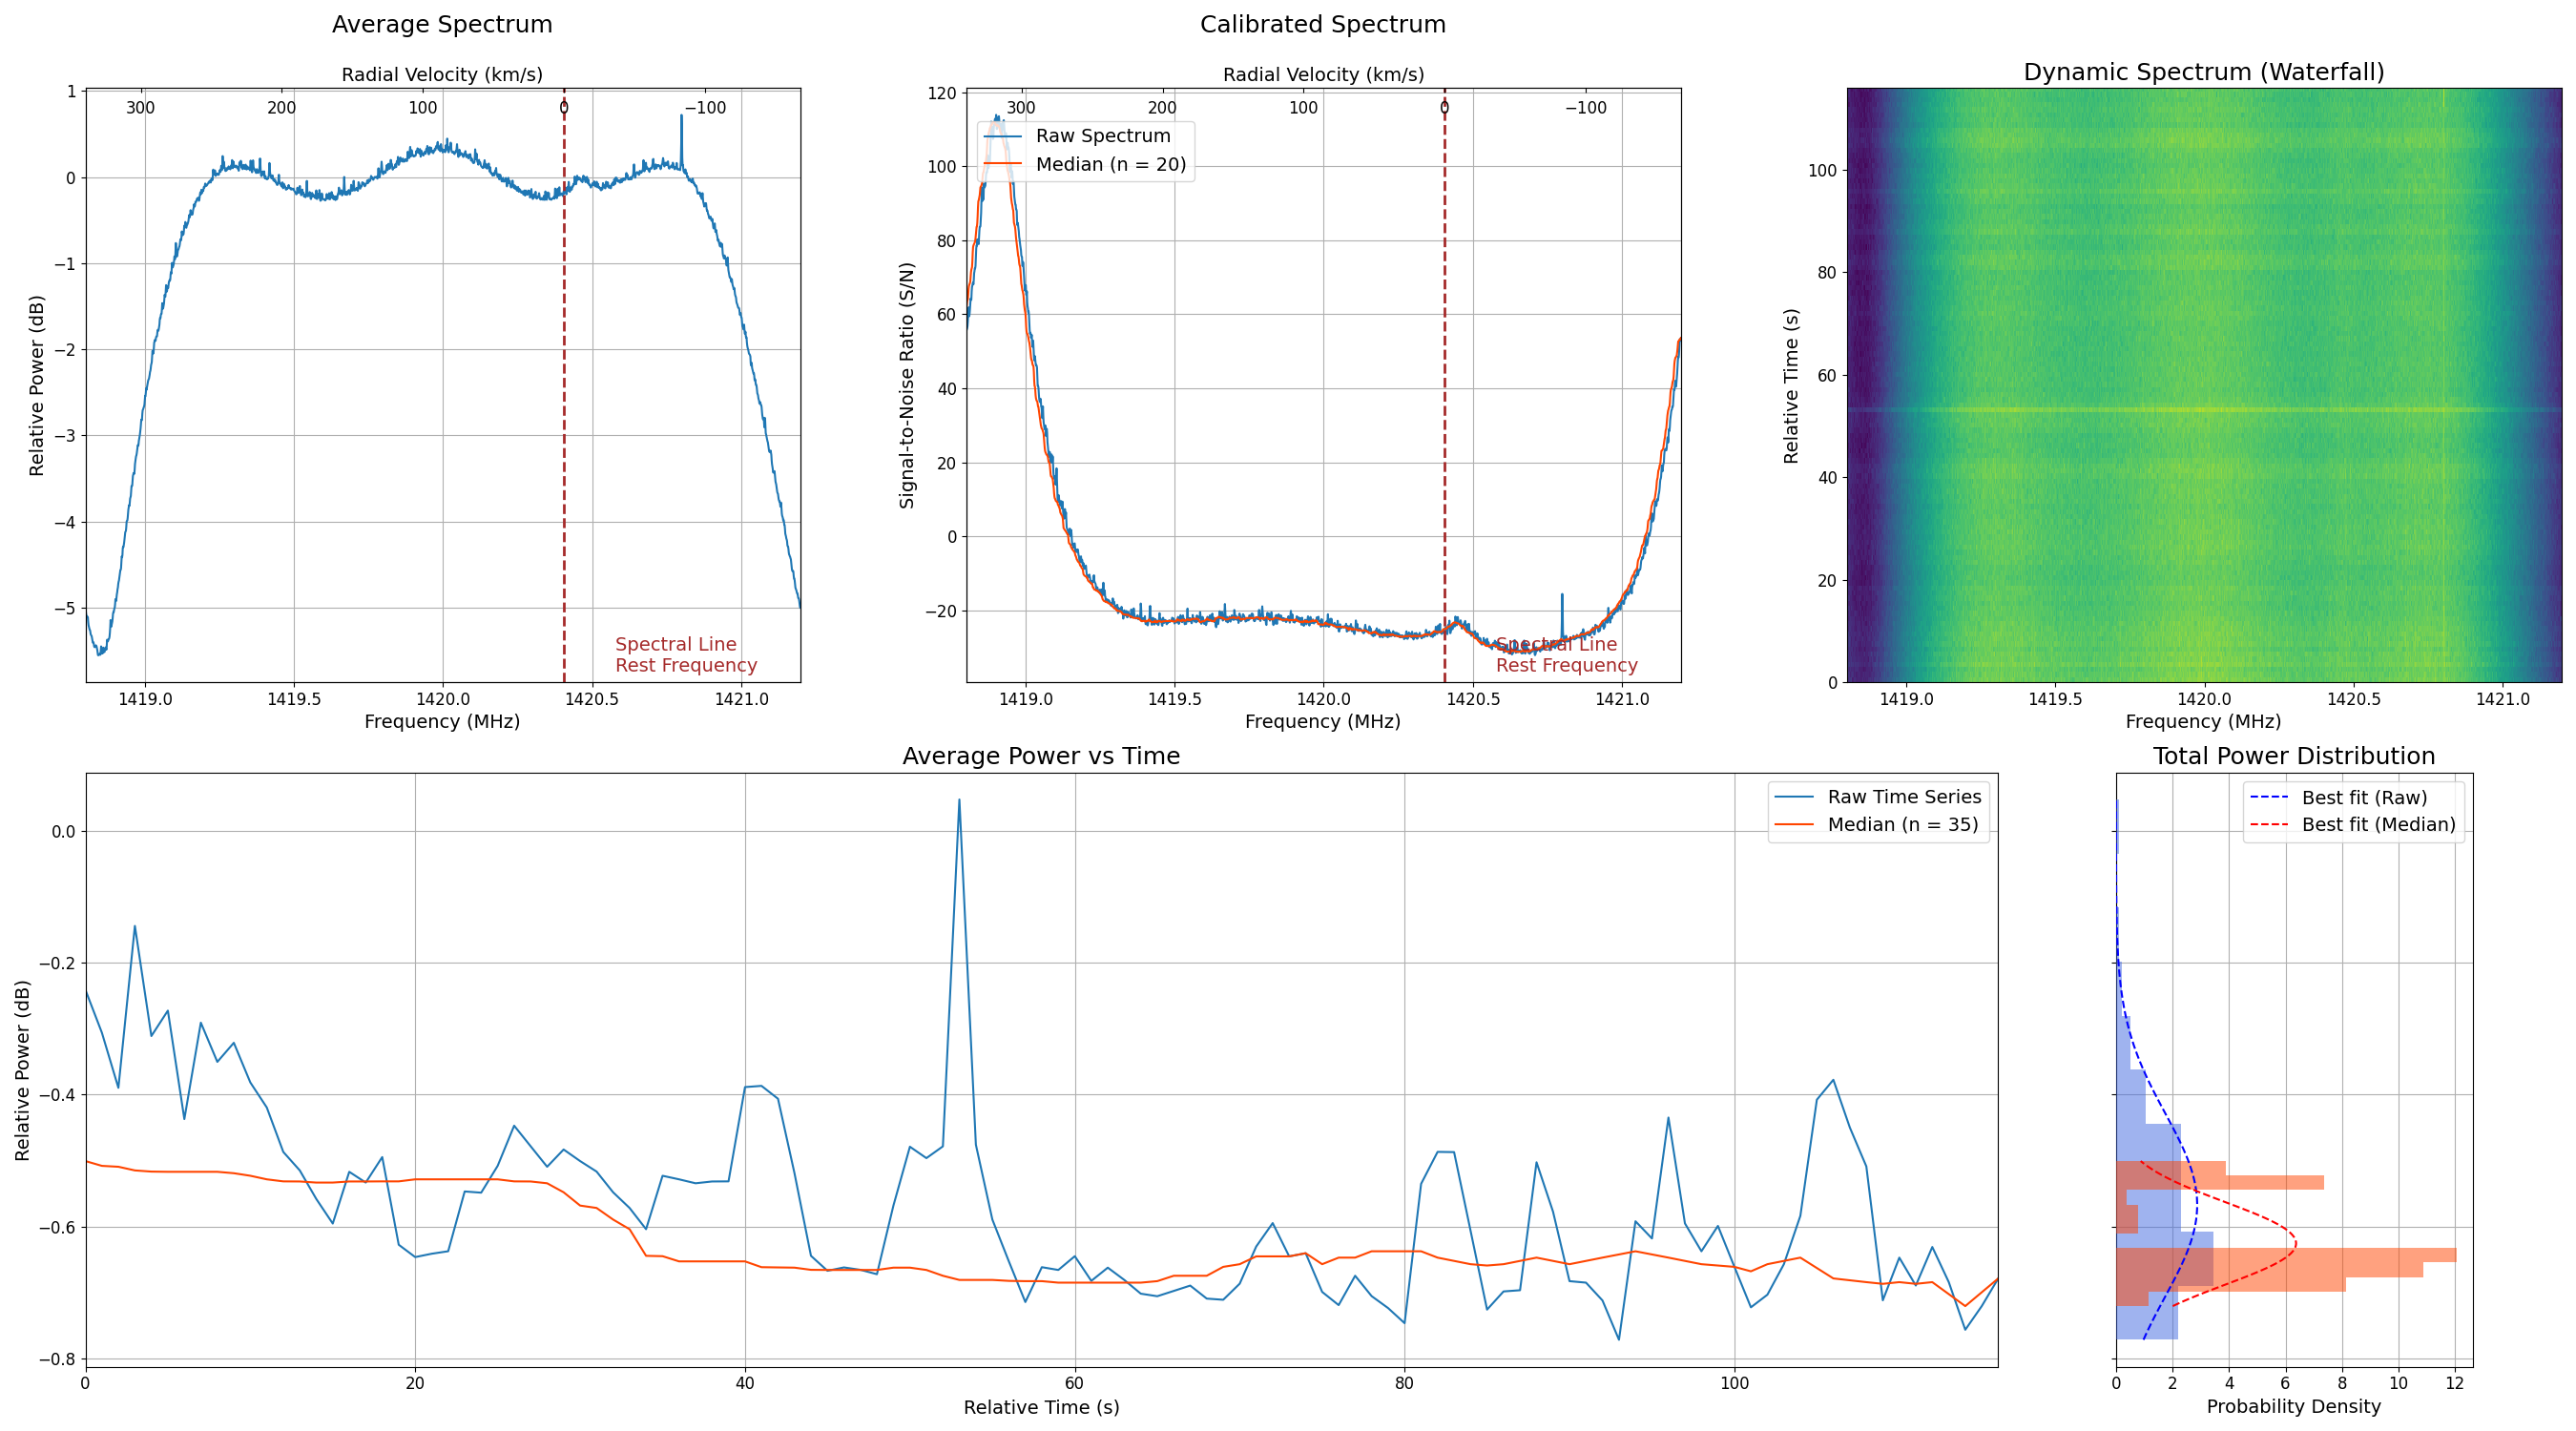 Average Spectrum
Radial Velocity (km/s)
300 200 100 0 −100
1
0
−1
−2
−3
−4
−5
Relative Power (dB)
Spectral Line
Rest Frequency
1419.0 1419.5 1420.0 1420.5 1421.0
Frequency (MHz)
Calibrated Spectrum
Radial Velocity (km/s)
300 200 100 0 −100
Raw Spectrum
Median (n = 20)
120
100
80
60
40
20
0
−20
Signal-to-Noise Ratio (S/N)
Spectral Line
Rest Frequency
1419.0 1419.5 1420.0 1420.5 1421.0
Frequency (MHz)
Dynamic Spectrum (Waterfall)
100
80
60
40
20
0
Relative Time (s)
1419.0 1419.5 1420.0 1420.5 1421.0
Frequency (MHz)
Average Power vs Time
Raw Time Series
Median (n = 35)
0.0
−0.2
−0.4
−0.6
−0.8
Relative Power (dB)
0 20 40 60 80 100
Relative Time (s)
Total Power Distribution
Best fit (Raw)
Best fit (Median)
0 2 4 6 8 10 12
Probability Density